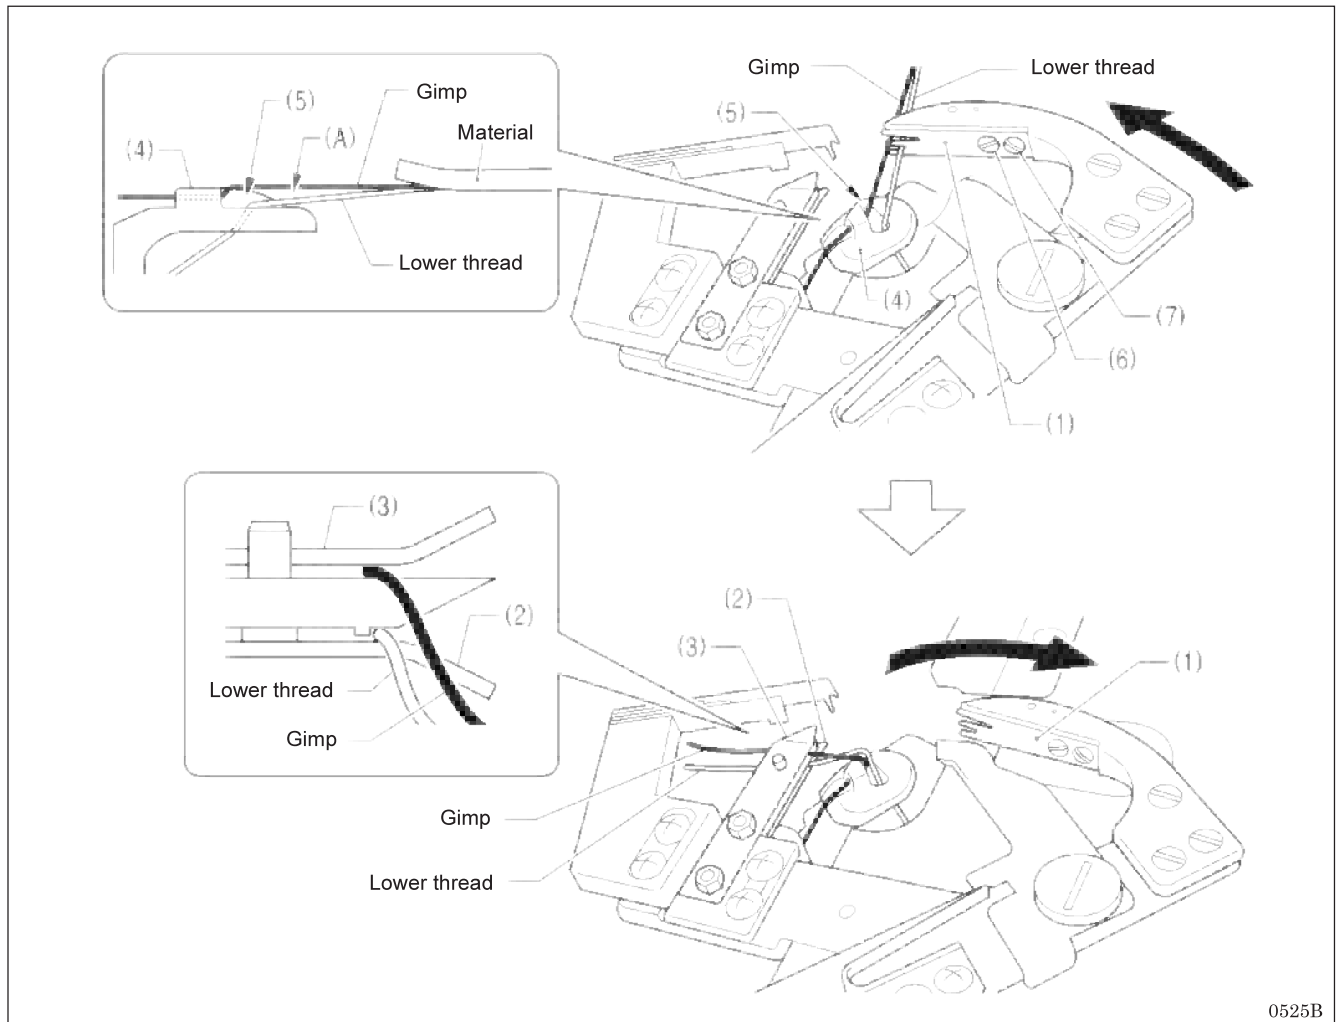 Gimp
Lower thread
(5)
Gimp
(5)
(A)
Material
(4)
Lower thread
(4)
(7)
(6)
(1)
(3)
(2)
(2)
(3)
(1)
Lower thread
Gimp
Gimp
Lower thread
0525B